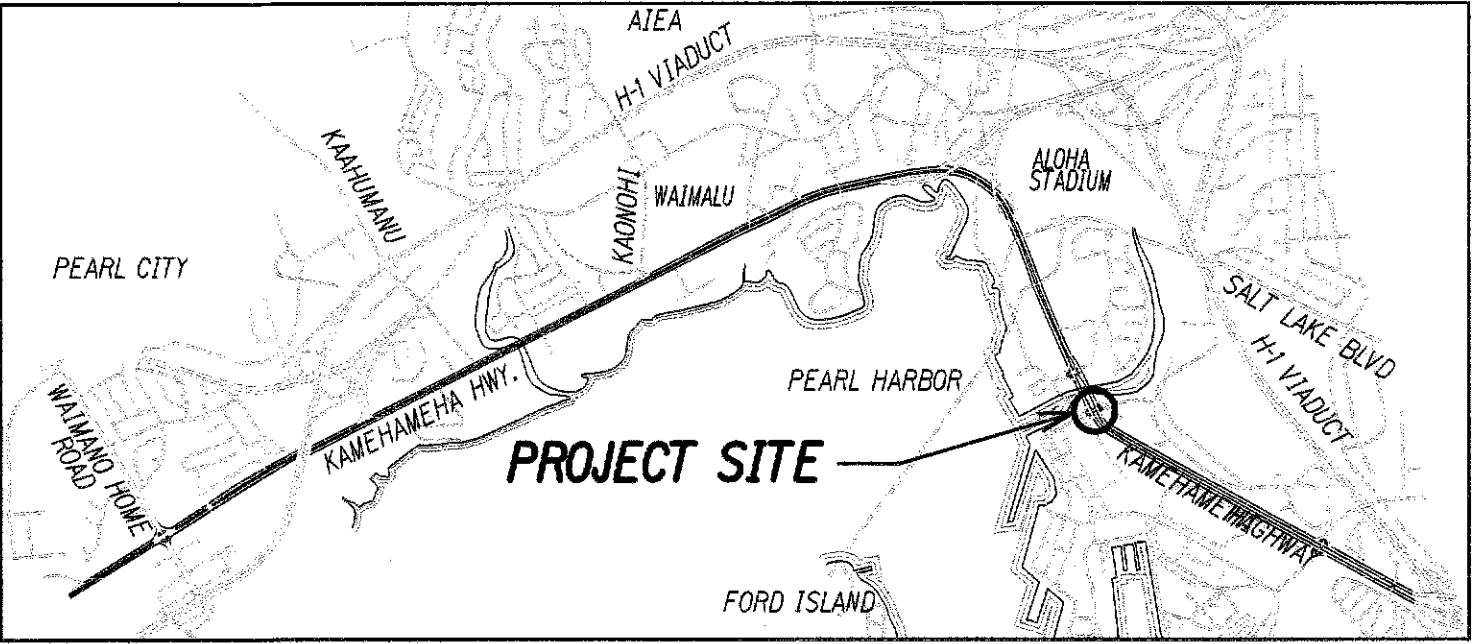 AIEA
H-1 VIADUCT
KAAHUMANU
KAONOHI
WAIMALU
ALOHA
STADIUM
PEARL CITY
SALT LAKE BLVD
H-1 VIADUCT
PEARL HARBOR
KAMEHAMEHA HWY.
WAIMANO HOME
ROAD
PROJECT SITE
KAMEHAMEHA HIGHWAY
FORD ISLAND